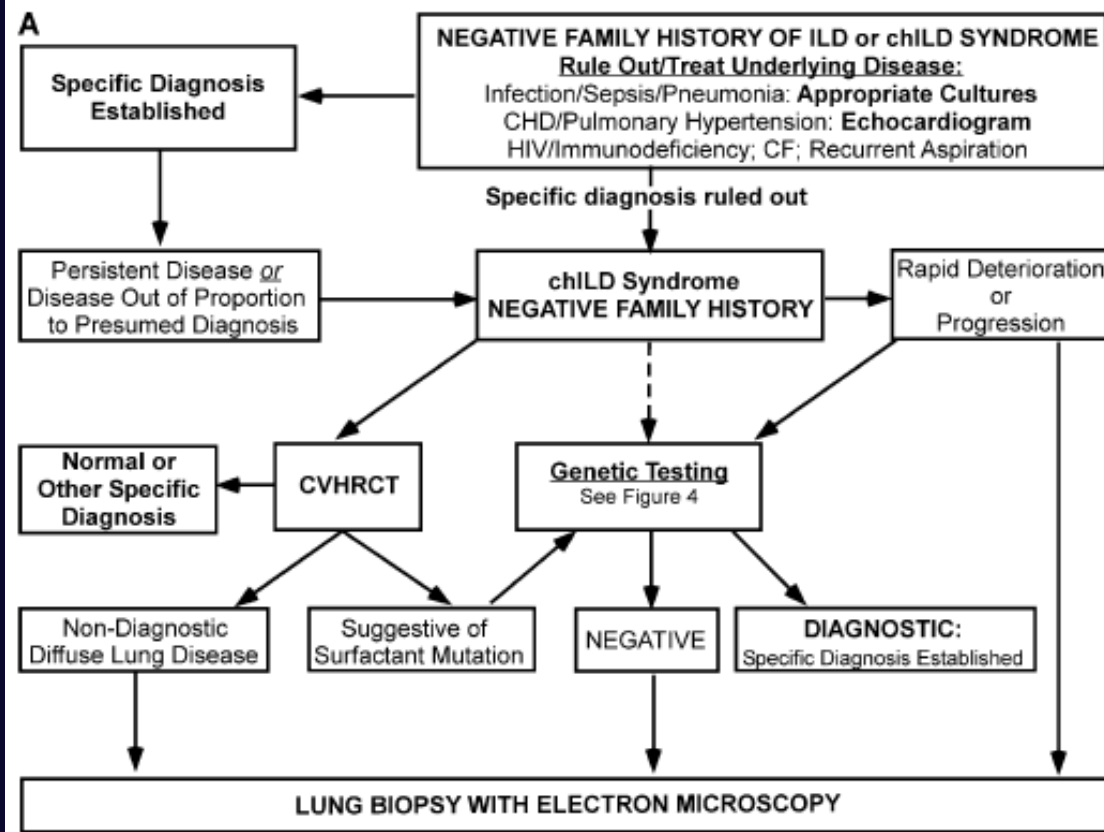 A
NEGATIVE FAMILY HISTORY OF ILD or chILD SYNDROME
Rule Out/Treat Underlying Disease:
Infection/Sepsis/Pneumonia: Appropriate Cultures
CHD/Pulmonary Hypertension: Echocardiogram
HIV/Immunodeficiency; CF; Recurrent Aspiration
Specific Diagnosis
Established
Specific diagnosis ruled out
Persistent Disease or
Disease Out of Proportion
to Presumed Diagnosis
chILD Syndrome
NEGATIVE FAMILY HISTORY
Rapid Deterioration
or
Progression
Normal or
Other Specific
Diagnosis
CVHRCT
Genetic Testing
See Figure 4
Non-Diagnostic
Diffuse Lung Disease
Suggestive of
Surfactant Mutation
NEGATIVE
DIAGNOSTIC:
Specific Diagnosis Established
LUNG BIOPSY WITH ELECTRON MICROSCOPY